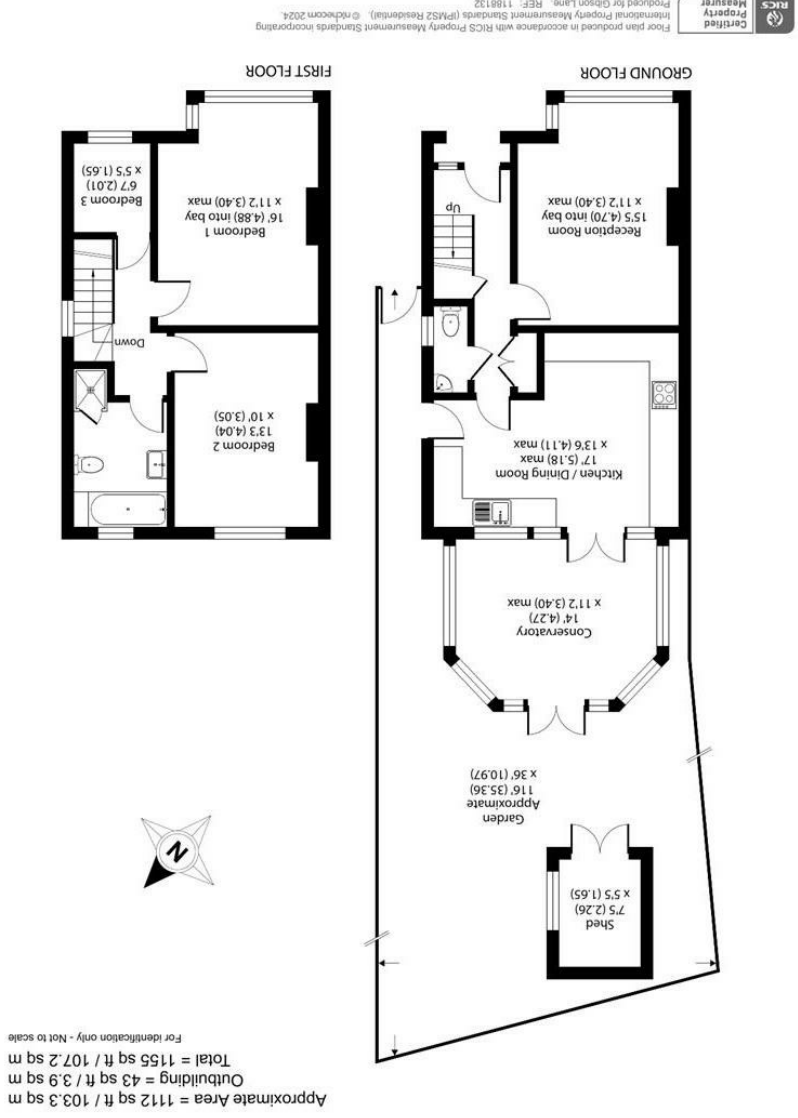 Approximate Area = 1112 sq ft / 103.3 sq m
Outbuilding = 43 sq ft / 3.9 sq m
Total = 1155 sq ft / 107.2 sq m
For identification only - Not to scale
Shed
7'5 (2.26)
x 5'5 (1.65)
Garden
Approximate
116' (35.36)
x 36' (10.97)
N
Conservatory
14' (4.27)
x 11'2 (3.40) max
Kitchen / Dining Room
17' (5.18) max
x 13'6 (4.11) max
Reception Room
15'5 (4.70) into bay
x 11'2 (3.40) max
Up
GROUND FLOOR
Bedroom 2
13'3 (4.04)
x 10' (3.05)
Down
Bedroom 1
16' (4.88) into bay
x 11'2 (3.40) max
Bedroom 3
6'7 (2.01)
x 5'5 (1.65)
FIRST FLOOR
RICS
Certified
Property
Measurer
Floor plan produced in accordance with RICS Property Measurement Standards incorporating
International Property Measurement Standards (IPMS2 Residential). © nichecom 2024.
Produced for Gibson Lane. REF: 1188132